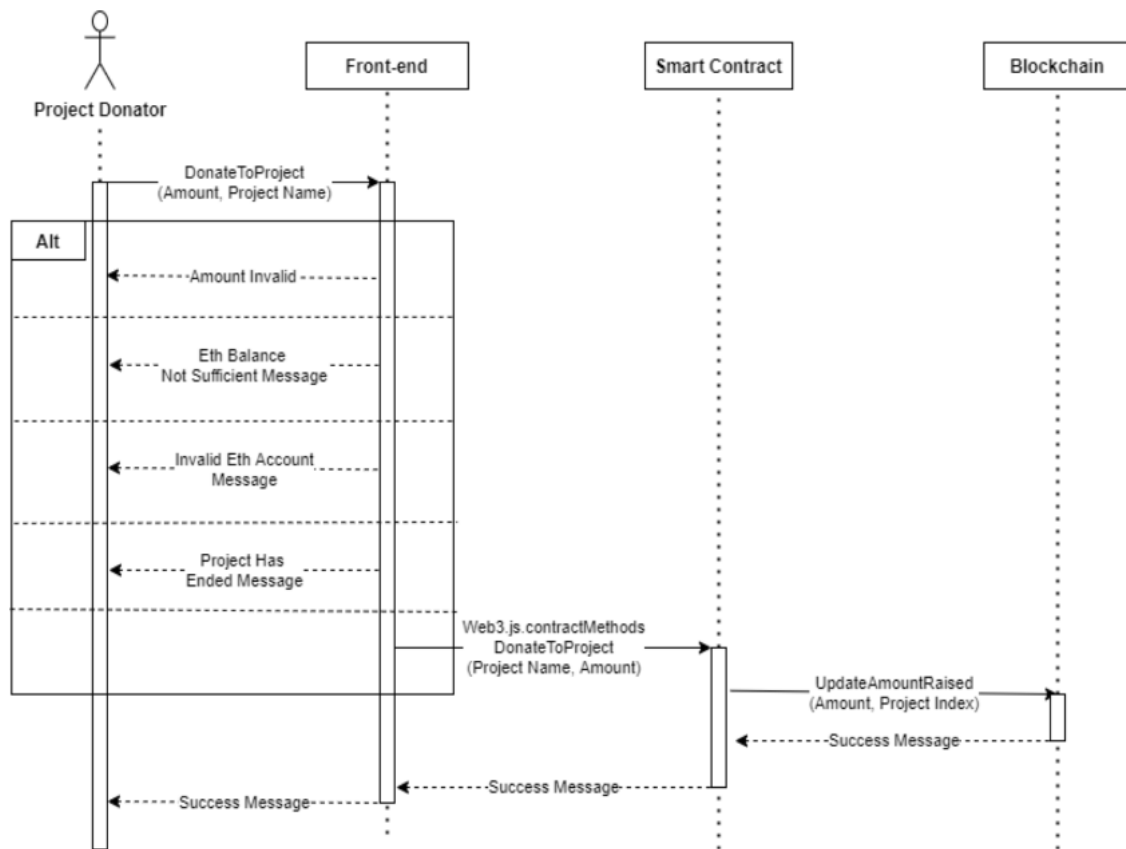 Front-end
Smart Contract
Blockchain
Project Donator
DonateToProject
(Amount, Project Name)
Alt
Amount Invalid
Eth Balance
Not Sufficient Message
Invalid Eth Account
Message
Project Has
Ended Message
Web3.js.contractMethods
DonateToProject
(Project Name, Amount)
UpdateAmountRaised
(Amount, Project Index)
Success Message
Success Message
Success Message